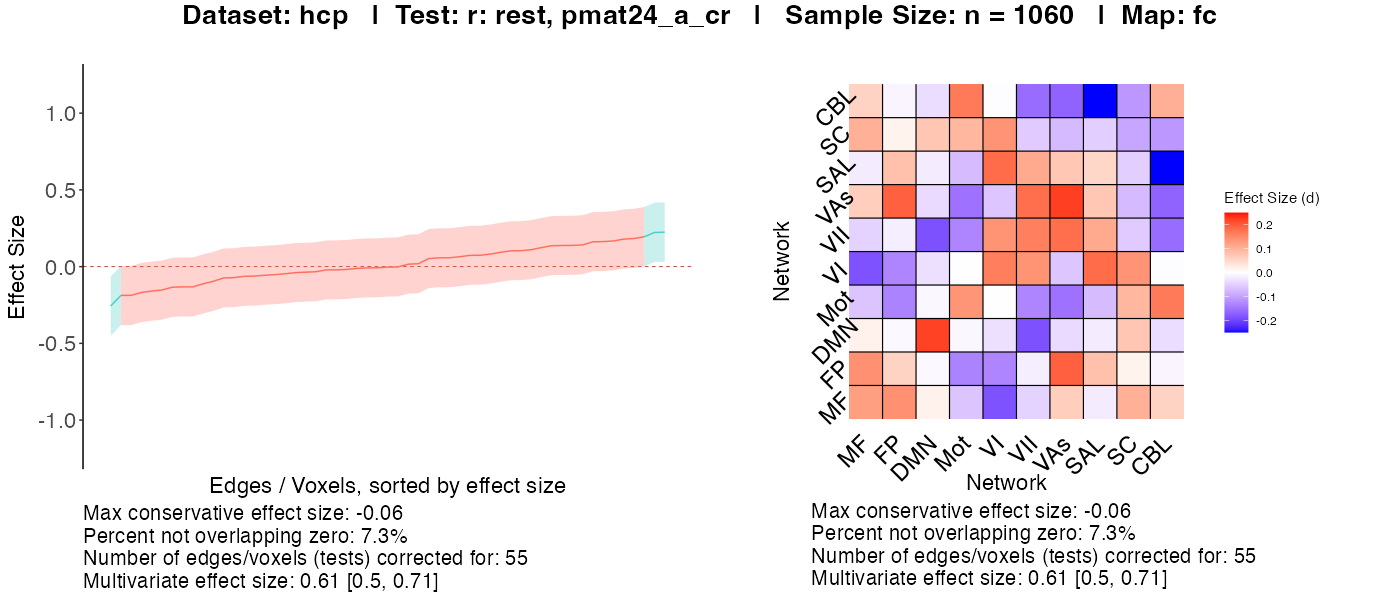 Dataset: hcp | Test: r: rest, pmat24_a_cr | Sample Size: n = 1060 | Map: fc
Effect Size
1.0
0.5
0.0
-0.5
-1.0
Edges / Voxels, sorted by effect size
Max conservative effect size: -0.06
Percent not overlapping zero: 7.3%
Number of edges/voxels (tests) corrected for: 55
Multivariate effect size: 0.61 [0.5, 0.71]
Network
CBL
SC
SAL
VAs
VII
VI
Mot
DMN
FP
MF
MF
FP
DMN
Mot
VI
VII
VAs
SAL
SC
CBL
Network
Max conservative effect size: -0.06
Percent not overlapping zero: 7.3%
Number of edges/voxels (tests) corrected for: 55
Multivariate effect size: 0.61 [0.5, 0.71]
Effect Size (d)
0.2
0.1
0.0
-0.1
-0.2